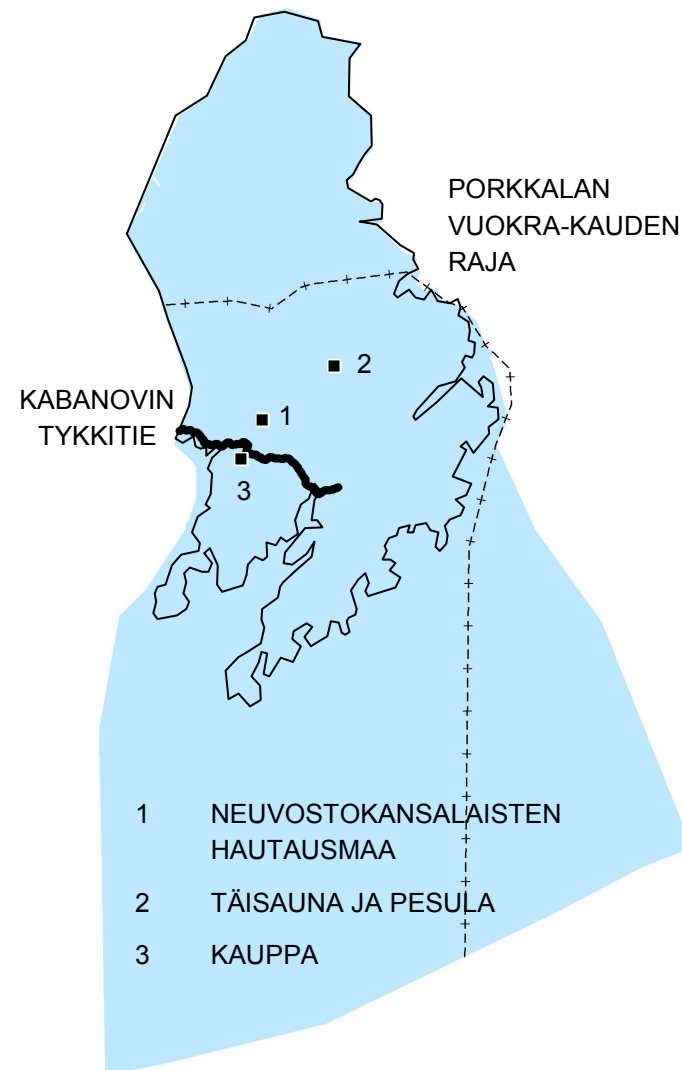 PORKKALAN
VUOKRA-KAUDEN
RAJA
2
KABANOVIN
TYKKITIE
1
3
1 NEUVOSTOKANSALAISTEN
HAUTAUSMAA
2 TÄISAUNA JA PESULA
3 KAUPPA